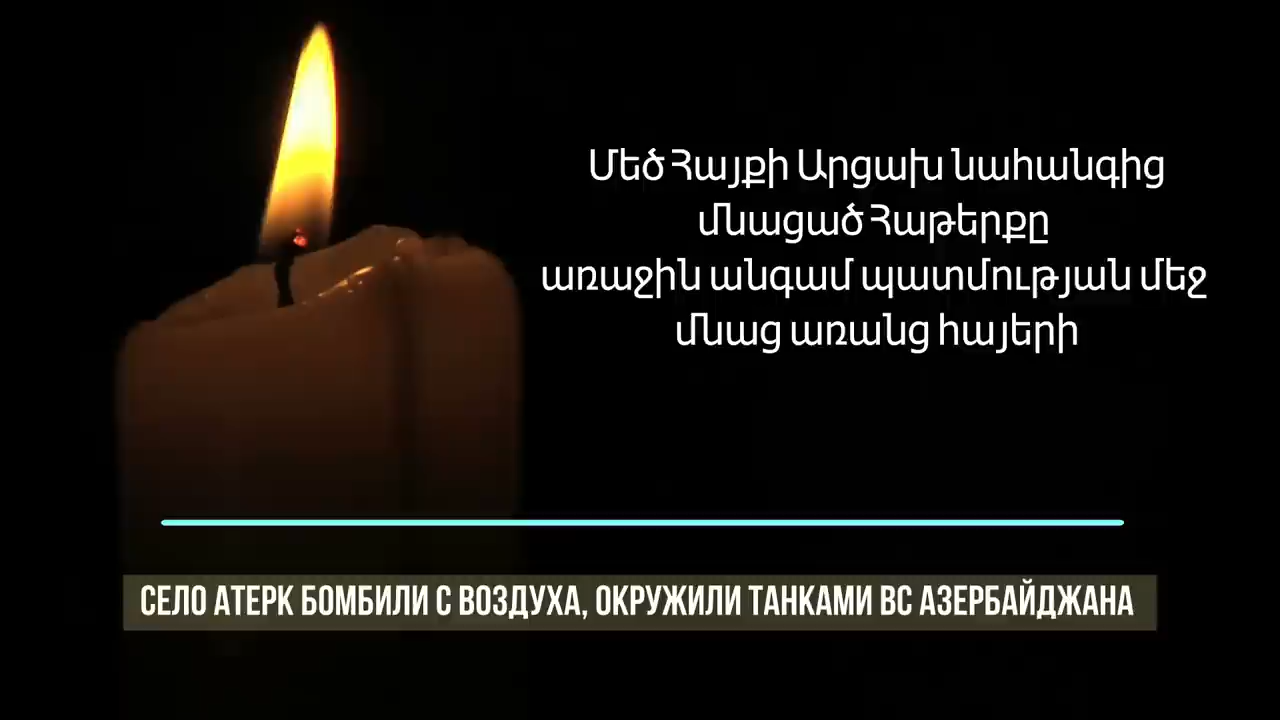 Մեծ Հայքի Արցախ նահանգից
մնացած Հաթերքը
առաջին անգամ պատմության մեջ
մնաց առանց հայերի
СЕЛО АТЕРК БОМБИЛИ С ВОЗДУХА, ОКРУЖИЛИ ТАНКАМИ ВС АЗЕРБАЙДЖАНА